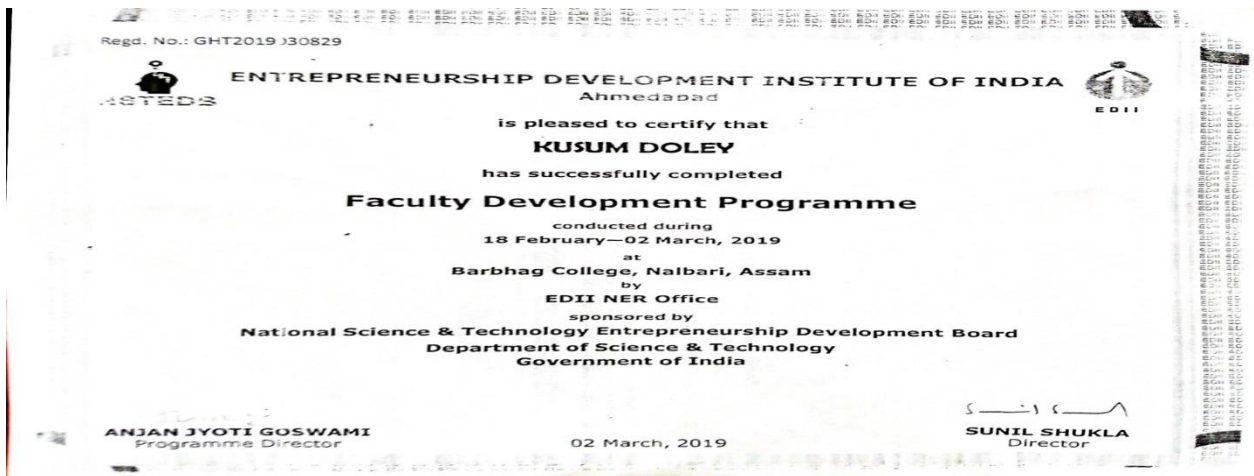 Regd. No.: GHT2019 030829
ENTREPRENEURSHIP DEVELOPMENT INSTITUTE OF INDIA
Ahmedabad
EDII
is pleased to certify that
KUSUM DOLEY
has successfully completed
Faculty Development Programme
conducted during
18 February—02 March, 2019
at
Barbhag College, Nalbari, Assam
by
EDII NER Office
sponsored by
National Science & Technology Entrepreneurship Development Board
Department of Science & Technology
Government of India
ANJAN JYOTI GOSWAMI
Programme Director
02 March, 2019
SUNIL SHUKLA
Director